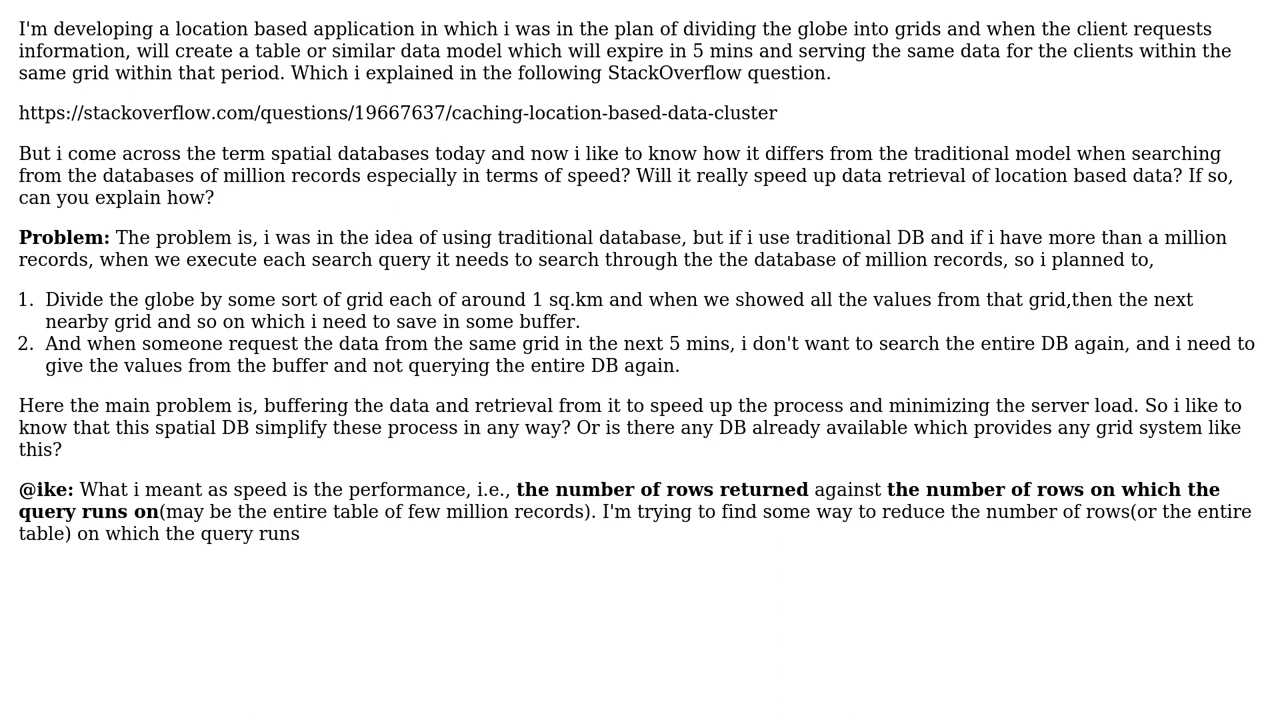 I'm developing a location based application in which i was in the plan of dividing the globe into grids and when the client requests
information, will create a table or similar data model which will expire in 5 mins and serving the same data for the clients within the
same grid within that period. Which i explained in the following StackOverflow question.
https://stackoverflow.com/questions/19667637/caching-location-based-data-cluster
But i come across the term spatial databases today and now i like to know how it differs from the traditional model when searching
from the databases of million records especially in terms of speed? Will it really speed up data retrieval of location based data? If so,
can you explain how?
Problem: The problem is, i was in the idea of using traditional database, but if i use traditional DB and if i have more than a million
records, when we execute each search query it needs to search through the the database of million records, so i planned to,
1. Divide the globe by some sort of grid each of around 1 sq.km and when we showed all the values from that grid,then the next
nearby grid and so on which i need to save in some buffer.
2. And when someone request the data from the same grid in the next 5 mins, i don't want to search the entire DB again, and i need to
give the values from the buffer and not querying the entire DB again.
Here the main problem is, buffering the data and retrieval from it to speed up the process and minimizing the server load. So i like to
know that this spatial DB simplify these process in any way? Or is there any DB already available which provides any grid system like
this?
@ike: What i meant as speed is the performance, i.e., the number of rows returned against the number of rows on which the
query runs on(may be the entire table of few million records). I'm trying to find some way to reduce the number of rows(or the entire
table) on which the query runs